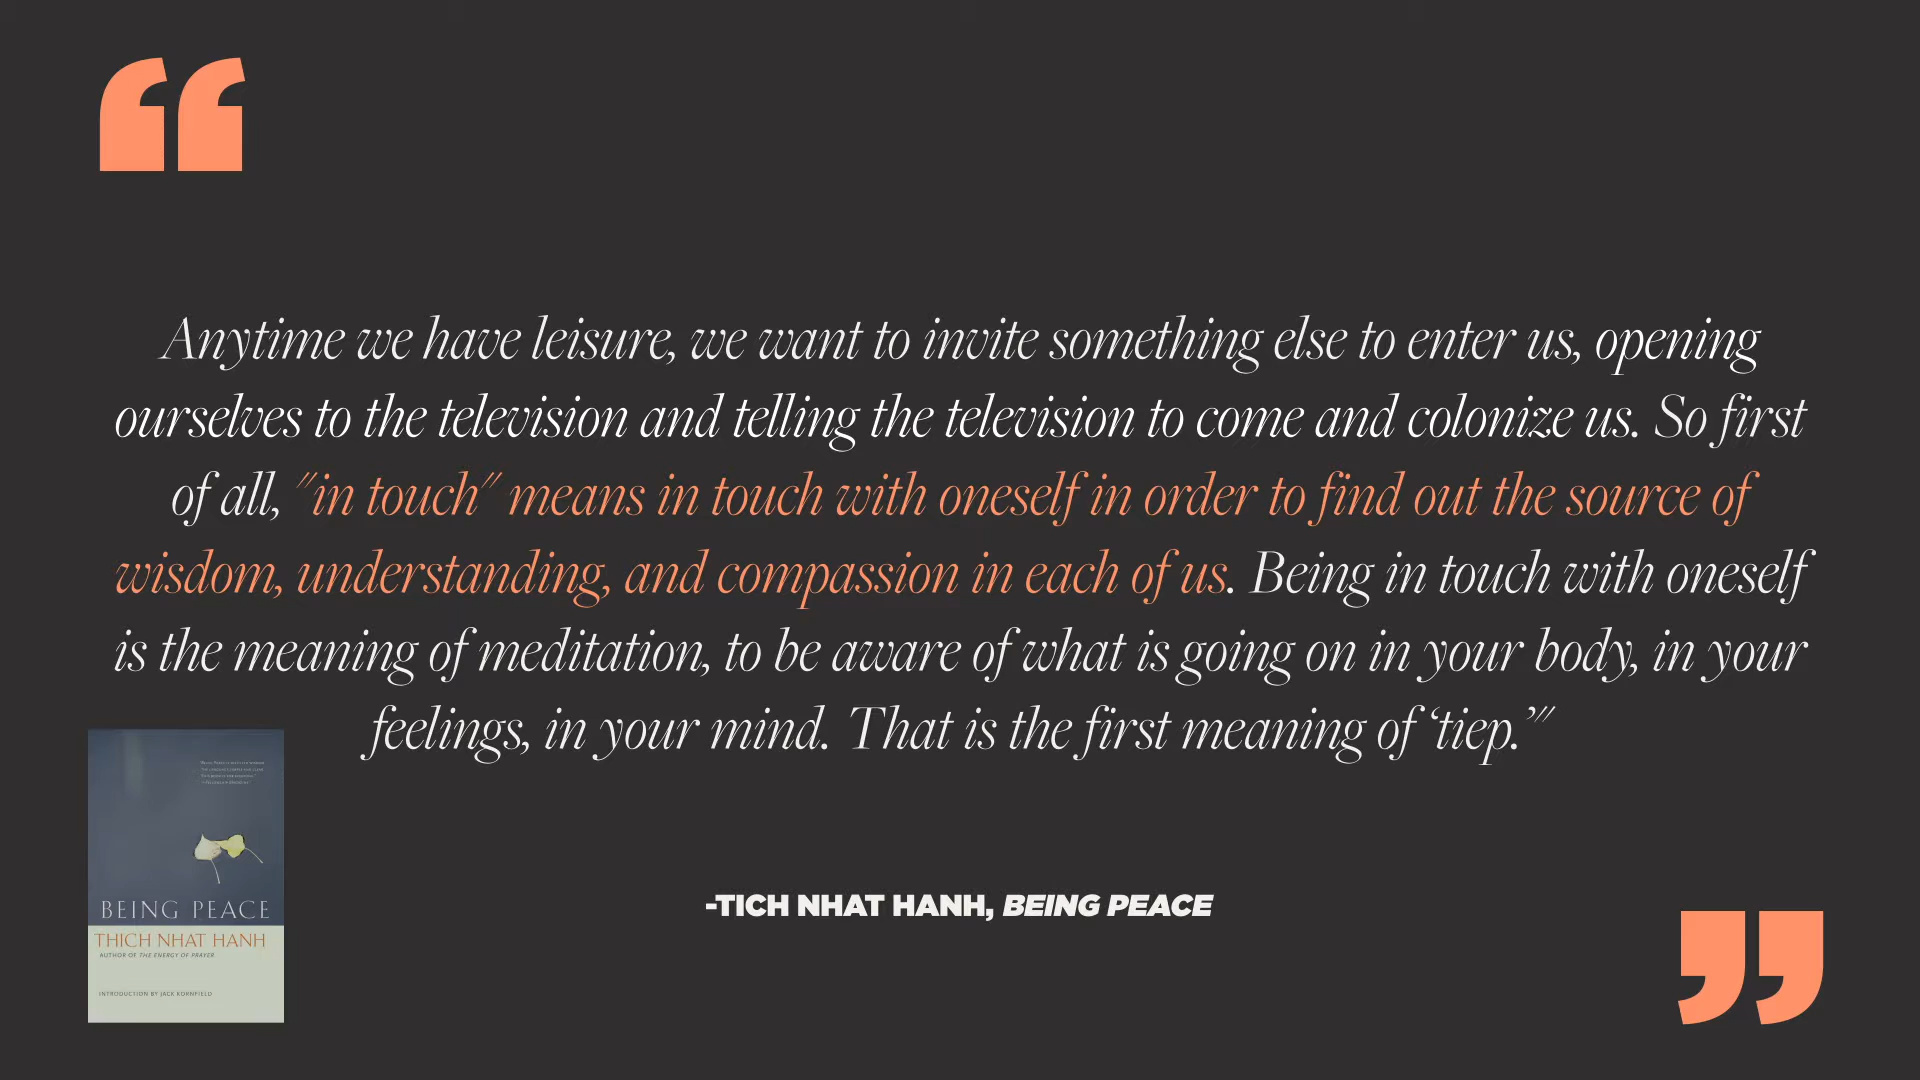 Anytime we have leisure, we want to invite something else to enter us, opening
ourselves to the television and telling the television to come and colonize us. So first
of all, "in touch" means in touch with oneself in order to find out the source of
wisdom, understanding, and compassion in each of us. Being in touch with oneself
is the meaning of meditation, to be aware of what is going on in your body, in your
feelings, in your mind. That is the first meaning of ‘tiep.’"
-TICH NHAT HANH, BEING PEACE
BEING PEACE
THICH NHAT HANH
AUTHOR OF THE ENERGY OF PRAYER
INTRODUCTION BY JACK KORNFIELD